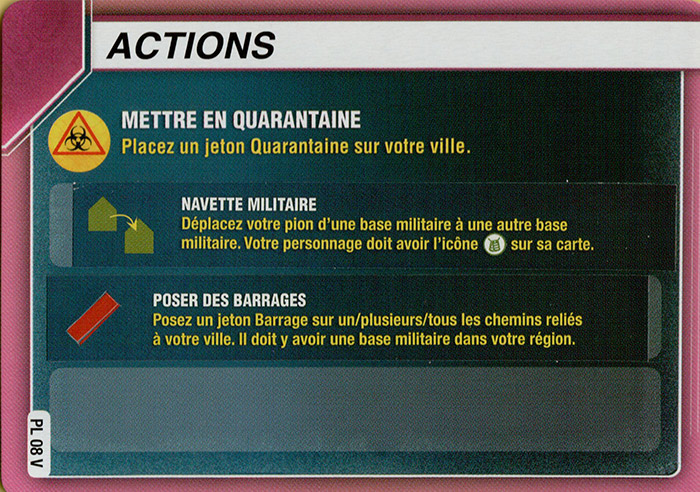 ACTIONS
METTRE EN QUARANTAINE
Placez un jeton Quarantaine sur votre ville.
NAVETTE MILITAIRE
Déplacez votre pion d'une base militaire à une autre base
militaire. Votre personnage doit avoir l'icône sur sa carte.
POSER DES BARRAGES
Posez un jeton Barrage sur un/plusieurs/tous les chemins reliés
à votre ville. Il doit y avoir une base militaire dans votre région.
PL 08 V